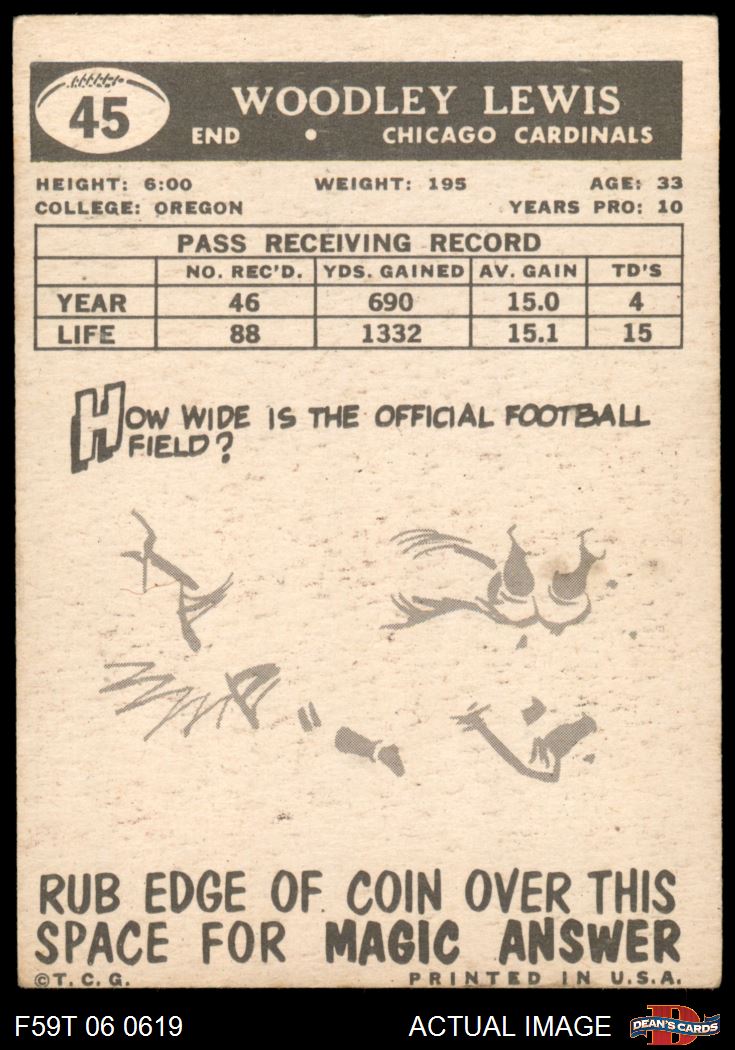 45
WOODLEY LEWIS
END • CHICAGO CARDINALS
HEIGHT: 6:00 WEIGHT: 195 AGE: 33
COLLEGE: OREGON YEARS PRO: 10
PASS RECEIVING RECORD
NO. REC'D. YDS. GAINED AV. GAIN TD'S
YEAR 46 690 15.0 4
LIFE 88 1332 15.1 15
HOW WIDE IS THE OFFICIAL FOOTBALL
FIELD?
RUB EDGE OF COIN OVER THIS
SPACE FOR MAGIC ANSWER
©T. C. G. PRINTED IN U.S.A.
F59T 06 0619 ACTUAL IMAGE DEAN'S CARDS